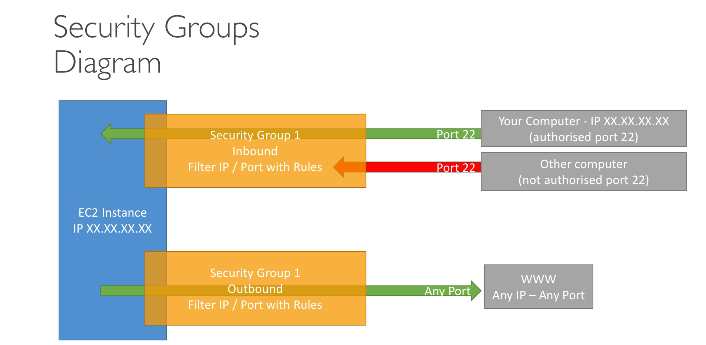 Security Groups
Diagram
Your Computer - IP XX.XX.XX.XX
(authorised port 22)
Port 22
Security Group 1
Inbound
Filter IP / Port with Rules
Port 22
Other computer
(not authorised port 22)
EC2 Instance
IP XX.XX.XX.XX
Security Group 1
Outbound
Filter IP / Port with Rules
Any Port
WWW
Any IP – Any Port